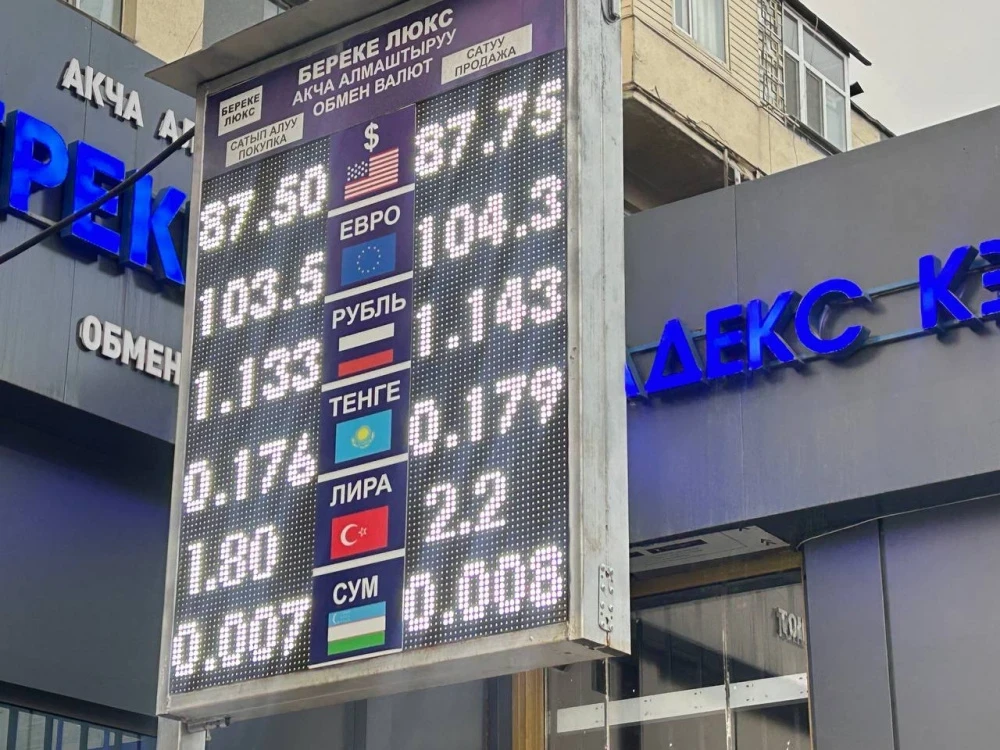 БЕРЕКЕ ЛЮКС
АКЧА АЛМАШТЫРУУ
ОБМЕН ВАЛЮТ
БЕРЕКЕ
ЛЮКС
САТЫП АЛУУ
ПОКУПКА
САТУУ
ПРОДАЖА
87.50 $ 87.75
103.5 ЕВРО 104.3
1.133 РУБЛЬ 1.143
0.176 ТЕНГЕ 0.179
1.80 ЛИРА 2.2
0.007 СУМ 0.008
АКЧА
ОБМЕН